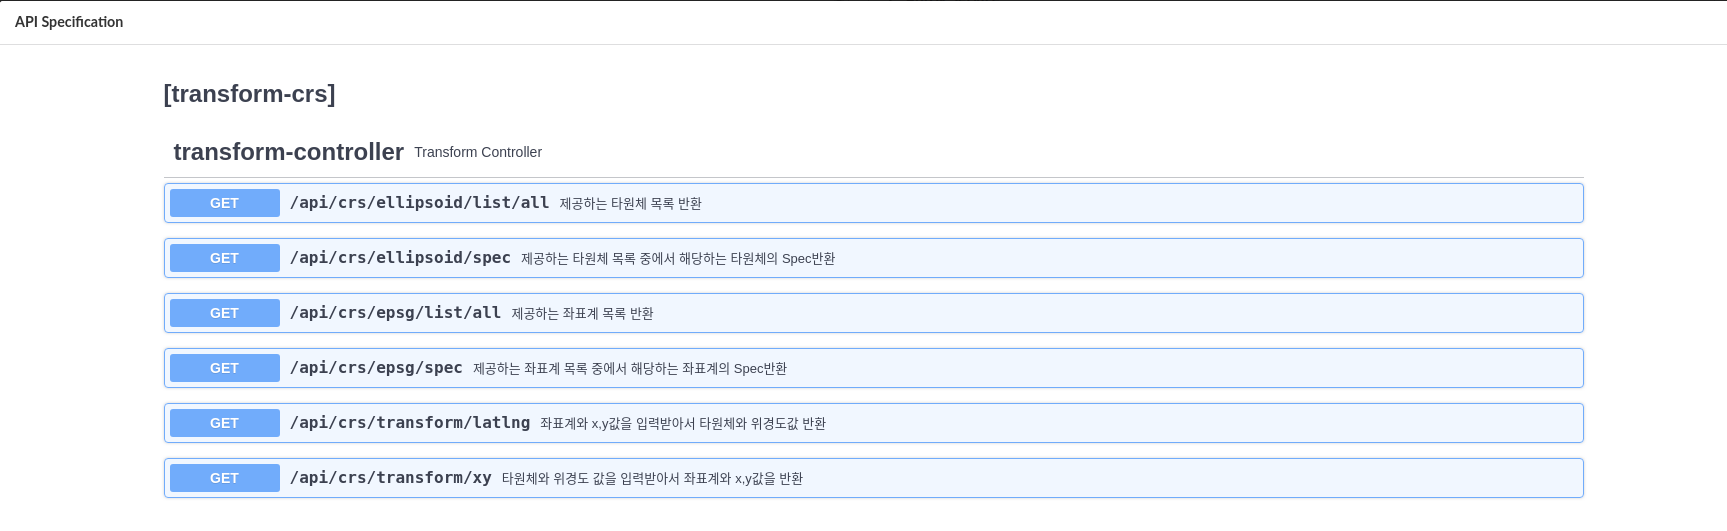 API Specification
[transform-crs]
transform-controller Transform Controller
GET /api/crs/ellipsoid/list/all 제공하는 타원체 목록 반환
GET /api/crs/ellipsoid/spec 제공하는 타원체 목록 중에서 해당하는 타원체의 Spec반환
GET /api/crs/epsg/list/all 제공하는 좌표계 목록 반환
GET /api/crs/epsg/spec 제공하는 좌표계 목록 중에서 해당하는 좌표계의 Spec반환
GET /api/crs/transform/latlng 좌표계와 x,y값을 입력받아서 타원체와 위경도값 반환
GET /api/crs/transform/xy 타원체와 위경도 값을 입력받아서 좌표계와 x,y값을 반환